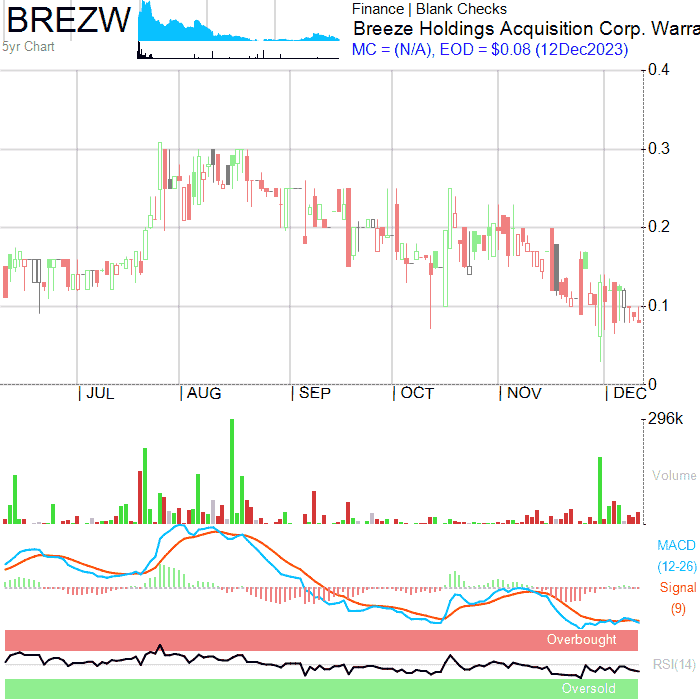 BREZW
5yr Chart
Finance | Blank Checks
Breeze Holdings Acquisition Corp. Warra
MC = (N/A), EOD = $0.08 (12Dec2023)
0.4
0.3
0.2
0.1
0
| JUL | AUG | SEP | OCT | NOV | DEC
296k
Volume
MACD
(12-26)
Signal
(9)
Overbought
RSI(14)
Oversold